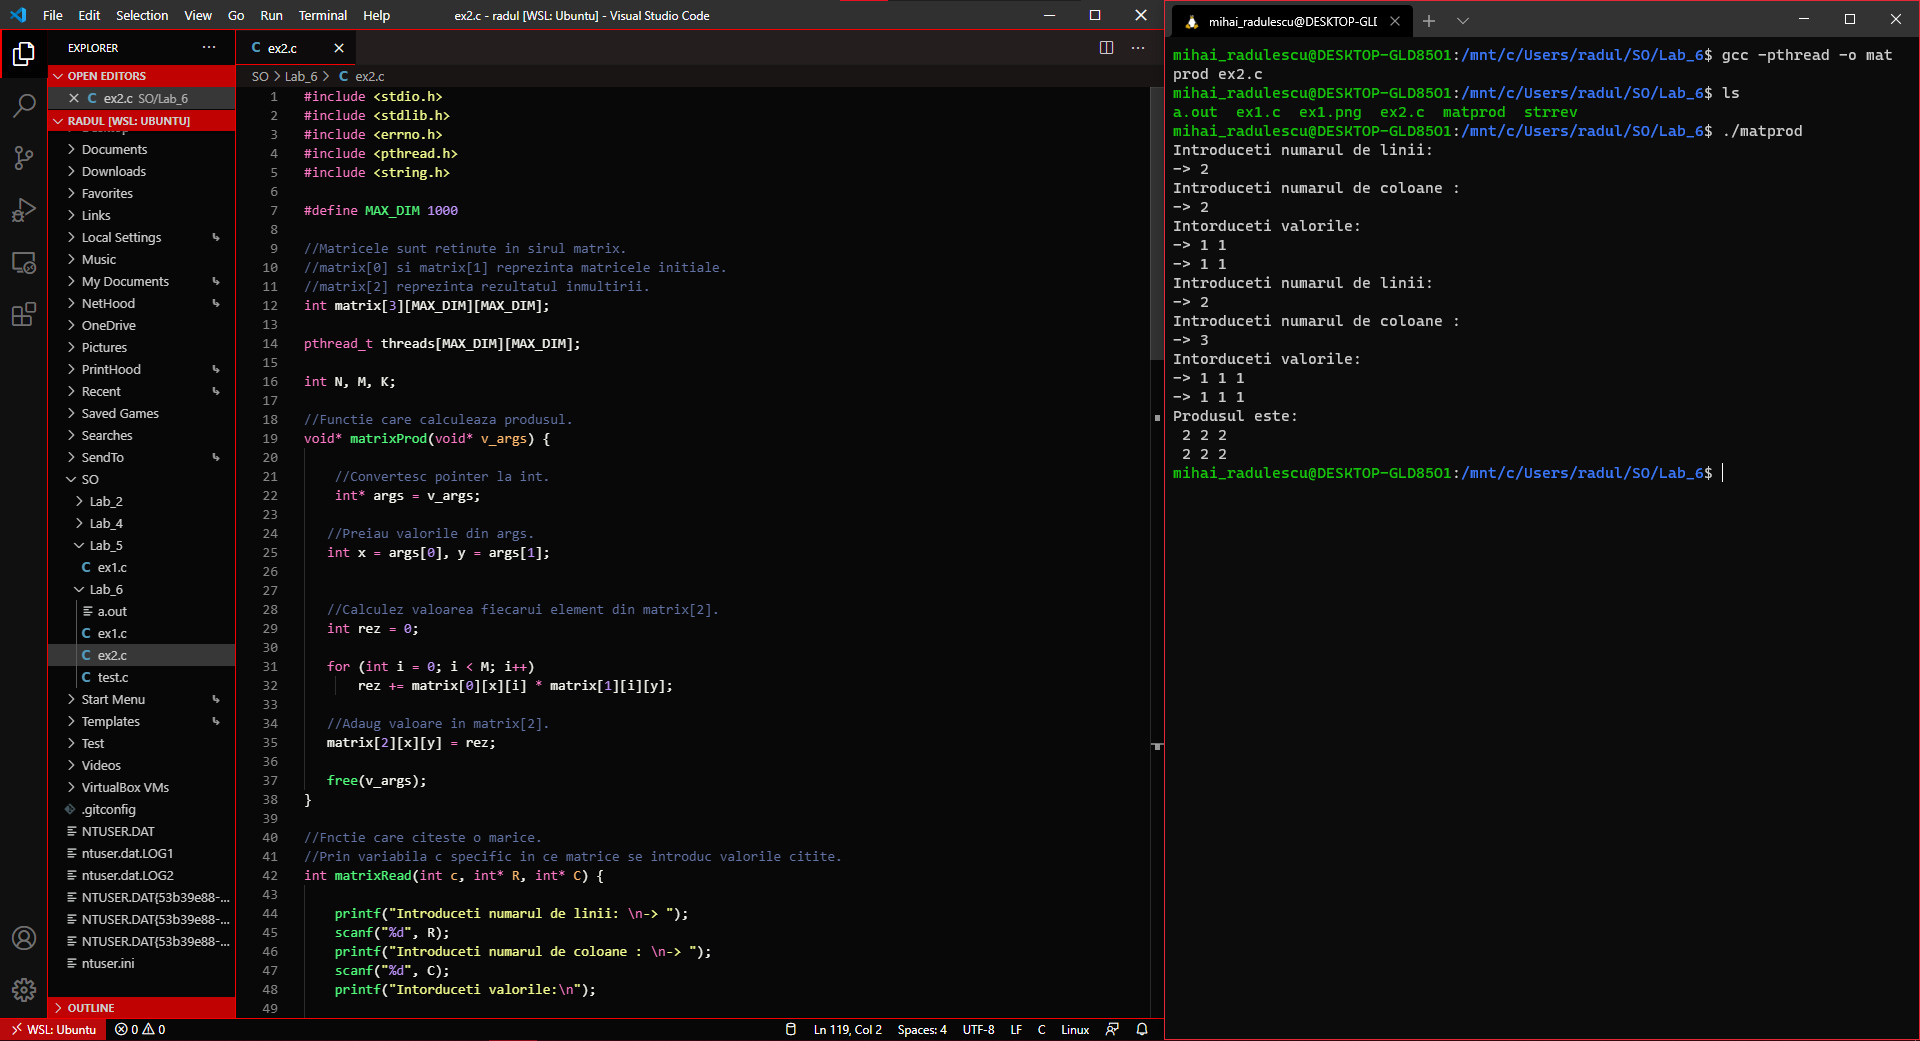 File Edit Selection View Go Run Terminal Help
ex2.c - radul [WSL: Ubuntu] - Visual Studio Code
EXPLORER
OPEN EDITORS
C ex2.c SO/Lab_6
RADUL [WSL: UBUNTU]
Desktop
Documents
Downloads
Favorites
Links
Local Settings
Music
My Documents
NetHood
OneDrive
Pictures
PrintHood
Recent
Saved Games
Searches
SendTo
SO
Lab_2
Lab_4
Lab_5
C ex1.c
Lab_6
a.out
C ex1.c
C ex2.c
C test.c
Start Menu
Templates
Test
Videos
VirtualBox VMs
.gitconfig
NTUSER.DAT
ntuser.dat.LOG1
ntuser.dat.LOG2
NTUSER.DAT{53b39e88-...
NTUSER.DAT{53b39e88-...
NTUSER.DAT{53b39e88-...
ntuser.ini
OUTLINE
C ex2.c
SO > Lab_6 > C ex2.c
1 #include <stdio.h>
2 #include <stdlib.h>
3 #include <errno.h>
4 #include <pthread.h>
5 #include <string.h>
6
7 #define MAX_DIM 1000
8
9 //Matricele sunt retinute in sirul matrix.
10 //matrix[0] si matrix[1] reprezinta matricele initiale.
11 //matrix[2] reprezinta rezultatul inmultirii.
12 int matrix[3][MAX_DIM][MAX_DIM];
13
14 pthread_t threads[MAX_DIM][MAX_DIM];
15
16 int N, M, K;
17
18 //Functie care calculeaza produsul.
19 void* matrixProd(void* v_args) {
20
21 //Convertesc pointer la int.
22 int* args = v_args;
23
24 //Preiau valorile din args.
25 int x = args[0], y = args[1];
26
27
28 //Calculez valoarea fiecarui element din matrix[2].
29 int rez = 0;
30
31 for (int i = 0; i < M; i++)
32 rez += matrix[0][x][i] * matrix[1][i][y];
33
34 //Adaug valoare in matrix[2].
35 matrix[2][x][y] = rez;
36
37 free(v_args);
38 }
39
40 //Fnctie care citeste o marice.
41 //Prin variabila c specific in ce matrice se introduc valorile citite.
42 int matrixRead(int c, int* R, int* C) {
43
44 printf("Introduceti numarul de linii: \n-> ");
45 scanf("%d", R);
46 printf("Introduceti numarul de coloane : \n-> ");
47 scanf("%d", C);
48 printf("Intorduceti valorile:\n");
49
WSL: Ubuntu 0 0 Ln 119, Col 2 Spaces: 4 UTF-8 LF C Linux
mihai_radulescu@DESKTOP-GLD
mihai_radulescu@DESKTOP-GLD85O1:/mnt/c/Users/radul/SO/Lab_6$ gcc -pthread -o mat
prod ex2.c
mihai_radulescu@DESKTOP-GLD85O1:/mnt/c/Users/radul/SO/Lab_6$ ls
a.out ex1.c ex1.png ex2.c matprod strrev
mihai_radulescu@DESKTOP-GLD85O1:/mnt/c/Users/radul/SO/Lab_6$ ./matprod
Introduceti numarul de linii:
-> 2
Introduceti numarul de coloane :
-> 2
Intorduceti valorile:
-> 1 1
-> 1 1
Introduceti numarul de linii:
-> 2
Introduceti numarul de coloane :
-> 3
Intorduceti valorile:
-> 1 1 1
-> 1 1 1
Produsul este:
2 2 2
2 2 2
mihai_radulescu@DESKTOP-GLD85O1:/mnt/c/Users/radul/SO/Lab_6$